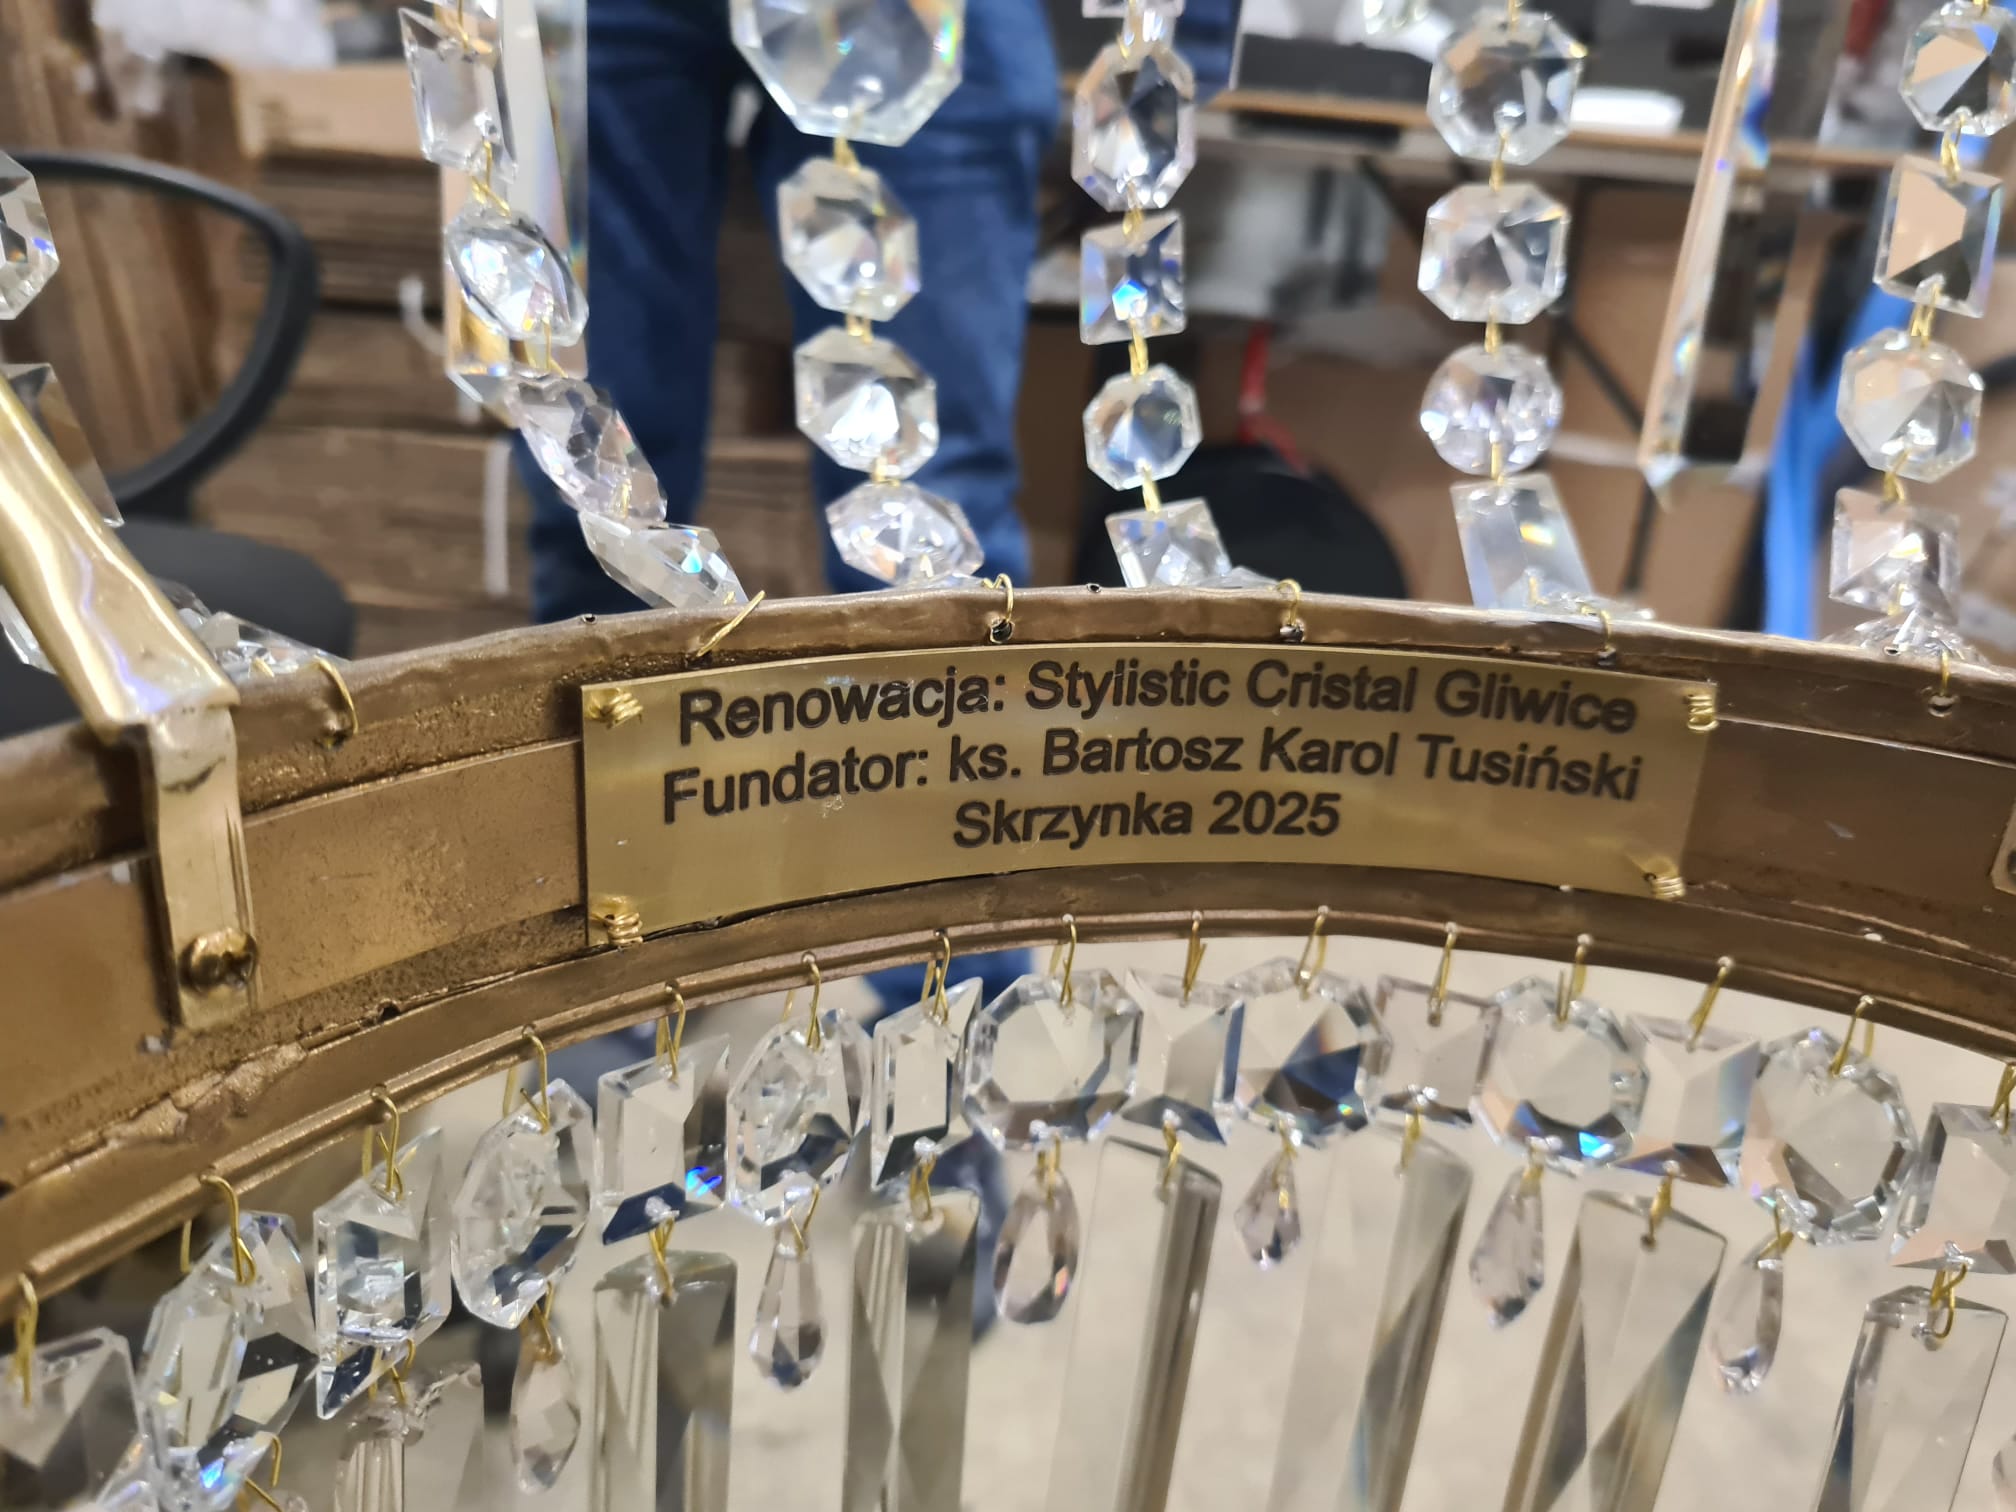 Renowacja: Stylistic Cristal Gliwice
Fundator: ks. Bartosz Karol Tusiński
Skrzynka 2025